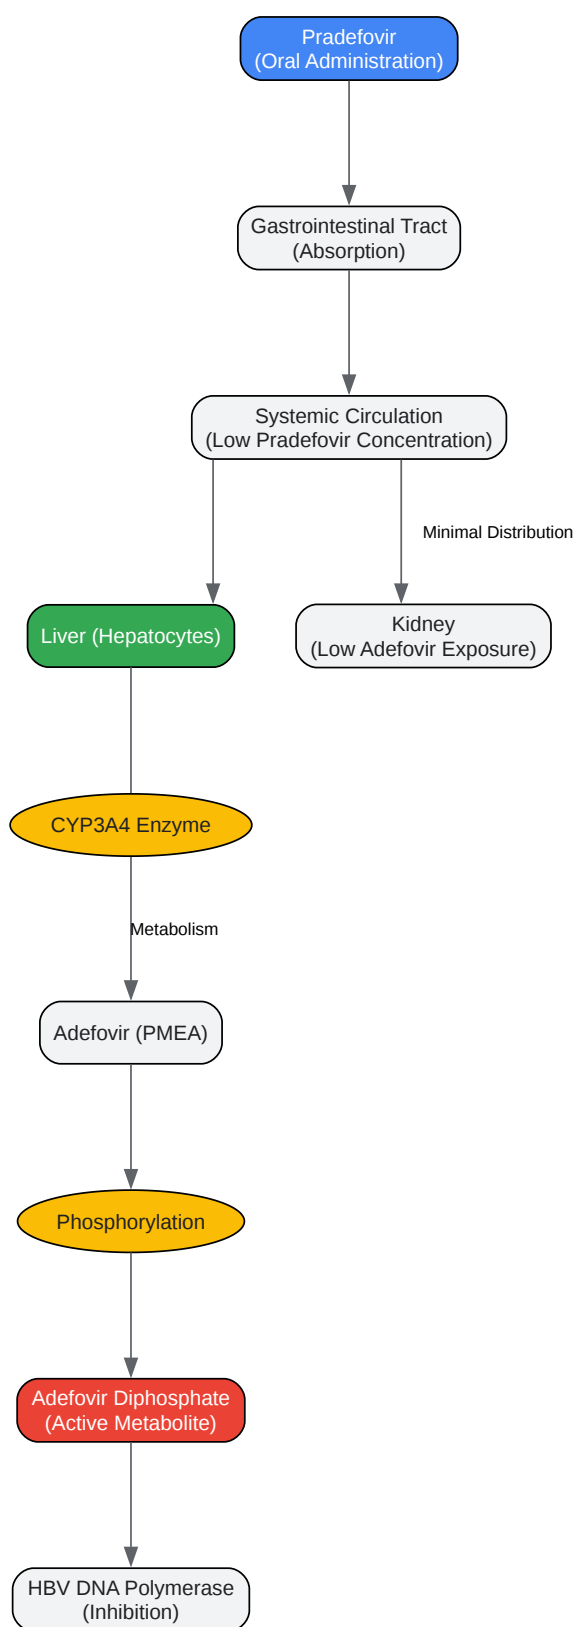 Pradefovir
(Oral Administration)
Gastrointestinal Tract
(Absorption)
Systemic Circulation
(Low Pradefovir Concentration)
Minimal Distribution
Liver (Hepatocytes)
Kidney
(Low Adefovir Exposure)
CYP3A4 Enzyme
Metabolism
Adefovir (PMEA)
Phosphorylation
Adefovir Diphosphate
(Active Metabolite)
HBV DNA Polymerase
(Inhibition)